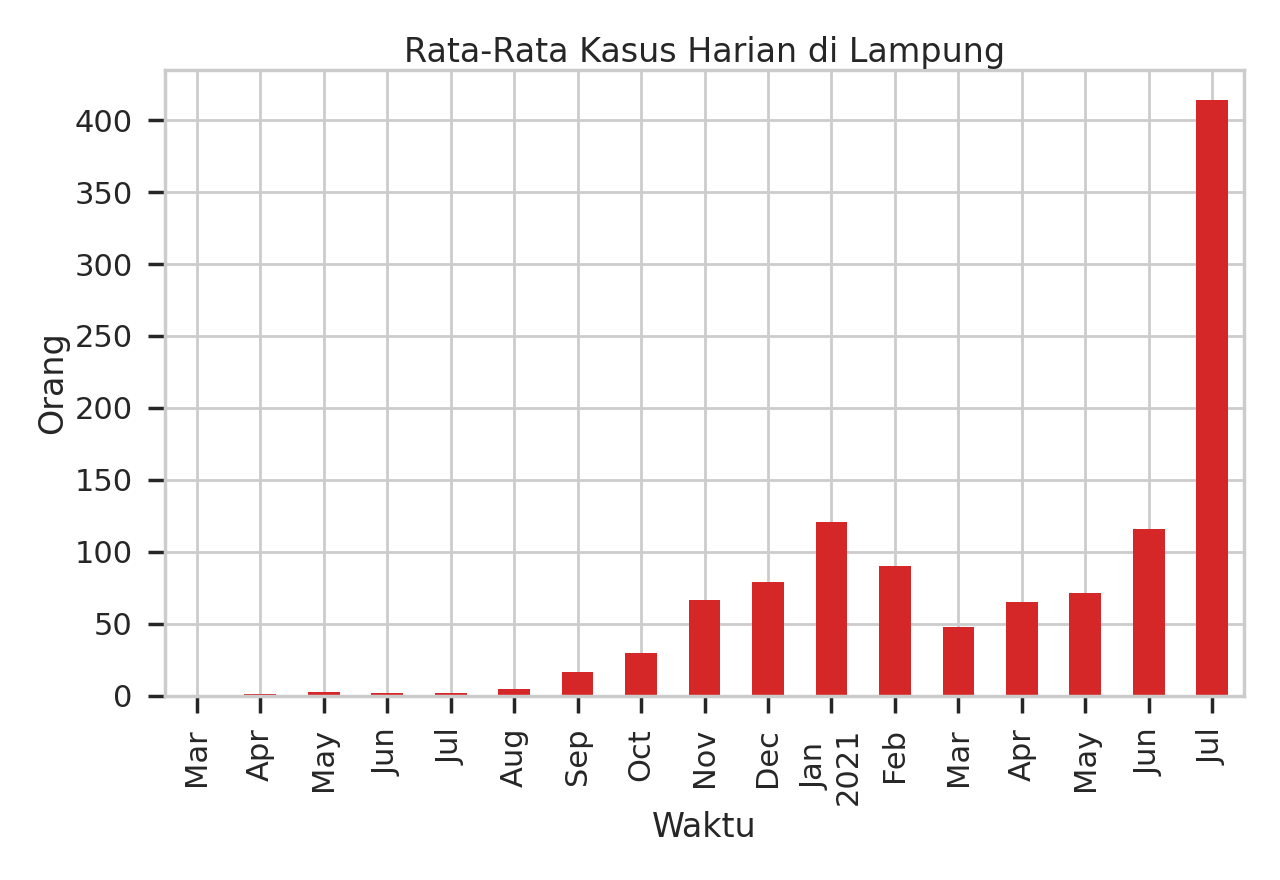 Rata-Rata Kasus Harian di Lampung
Orang
400
350
300
250
200
150
100
50
0
Mar
Apr
May
Jun
Jul
Aug
Sep
Oct
Nov
Dec
Jan
2021
Feb
Mar
Apr
May
Jun
Jul
Waktu